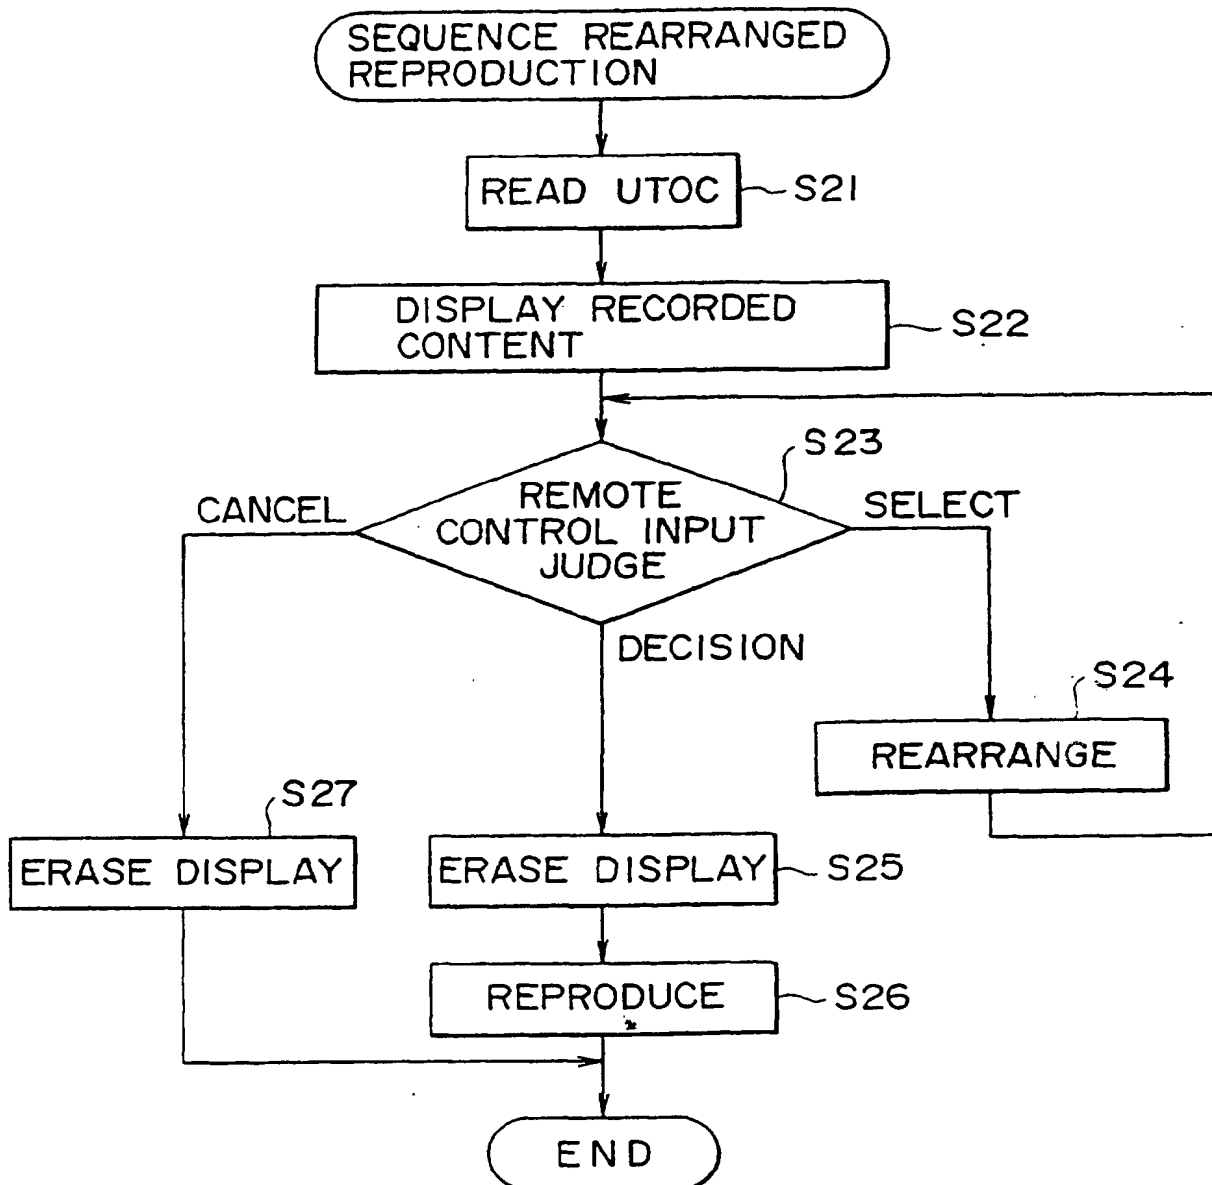 SEQUENCE REARRANGED
REPRODUCTION
READ UTOC
S21
DISPLAY RECORDED
CONTENT
S22
S23
CANCEL
REMOTE
CONTROL INPUT
JUDGE
SELECT
DECISION
S24
REARRANGE
S27
ERASE DISPLAY
ERASE DISPLAY
S25
REPRODUCE
S26
END